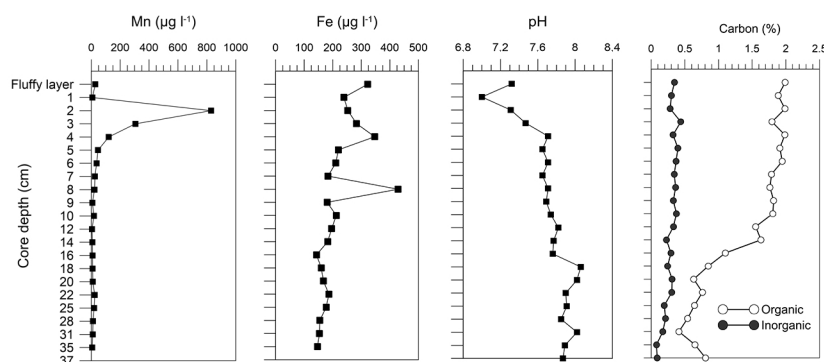 Mn (µg l-1)
0 200 400 600 800 1000
Fe (µg l-1)
0 100 200 300 400 500
pH
6.8 7.2 7.6 8 8.4
Carbon (%)
0 0.5 1 1.5 2 2.5
Core depth (cm)
Fluffy layer
1
2
3
4
5
6
7
8
9
10
12
14
16
18
20
22
25
28
31
35
37
Organic
Inorganic